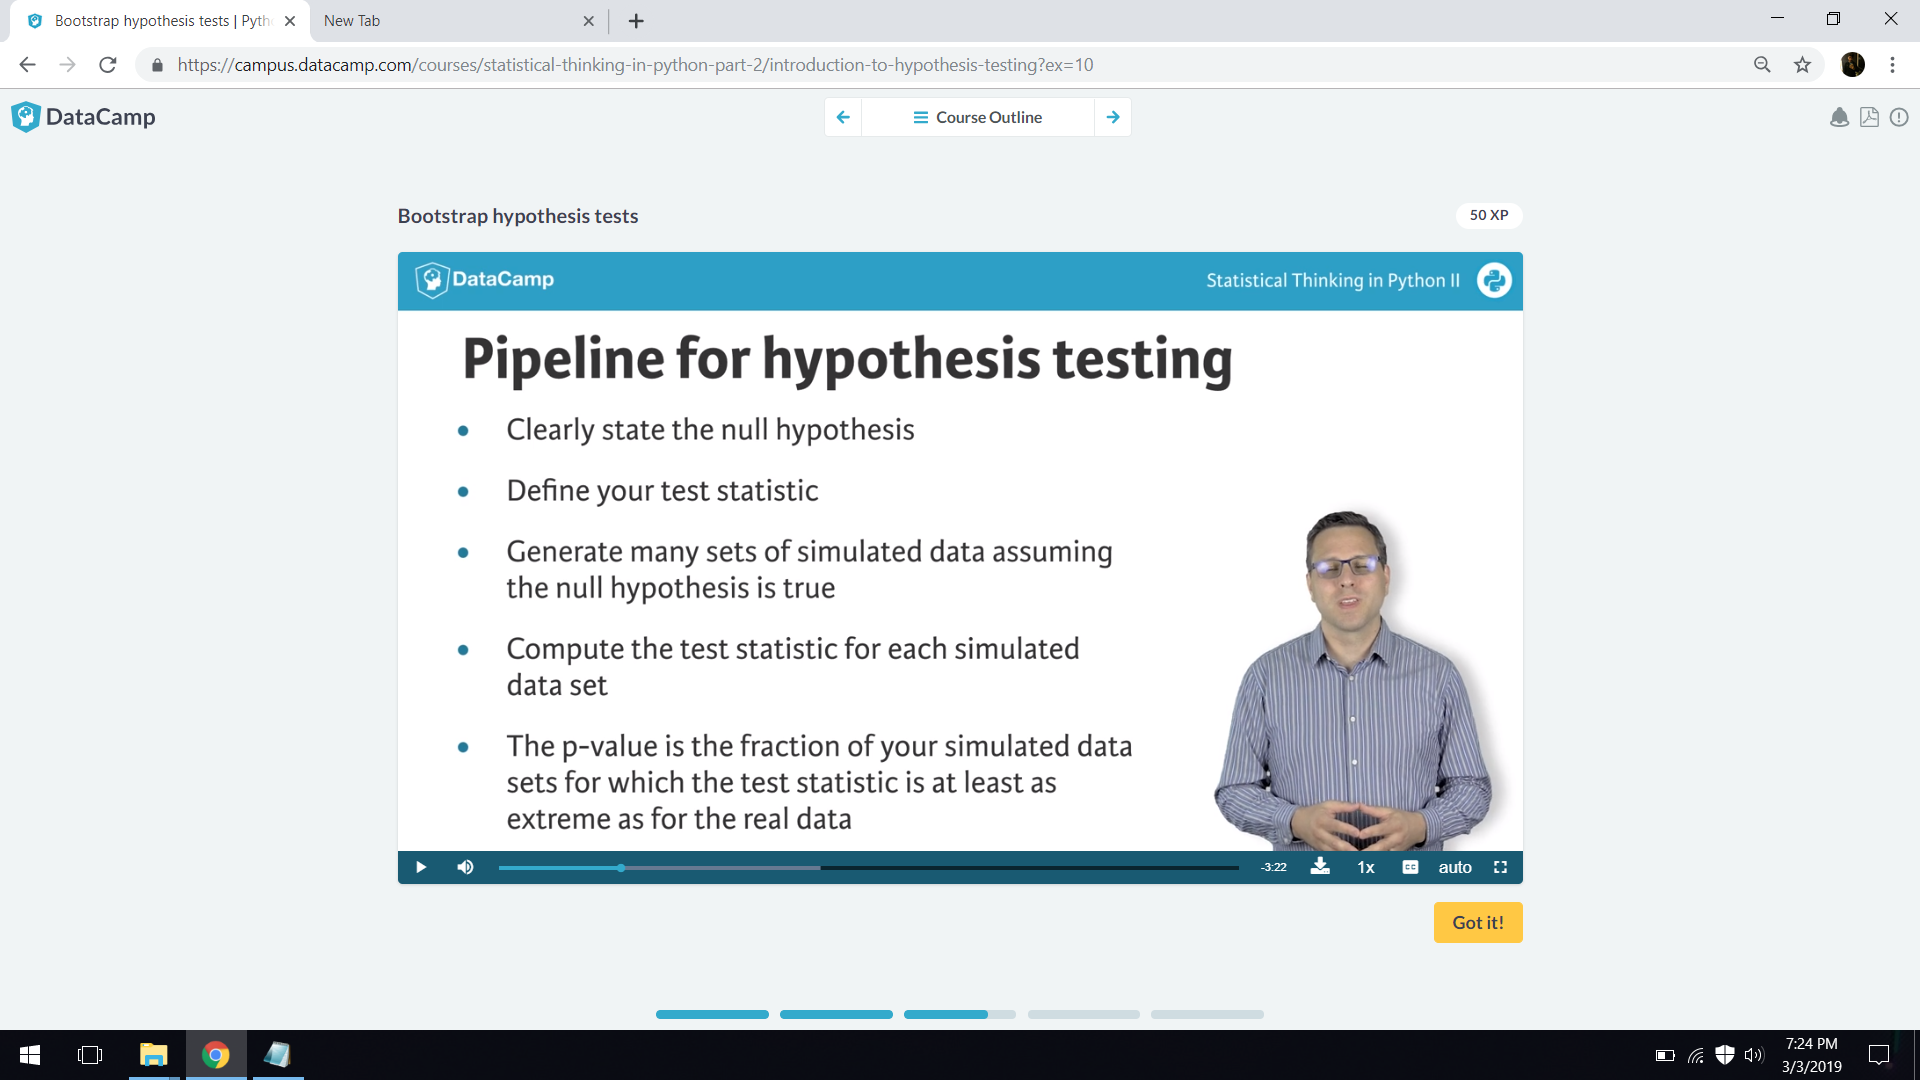 Bootstrap hypothesis tests | Pyth
New Tab
https://campus.datacamp.com/courses/statistical-thinking-in-python-part-2/introduction-to-hypothesis-testing?ex=10
DataCamp
Course Outline
Bootstrap hypothesis tests
50 XP
DataCamp
Statistical Thinking in Python II
Pipeline for hypothesis testing
• Clearly state the null hypothesis
• Define your test statistic
• Generate many sets of simulated data assuming
the null hypothesis is true
• Compute the test statistic for each simulated
data set
• The p-value is the fraction of your simulated data
sets for which the test statistic is at least as
extreme as for the real data
-3:22
1x
CC
auto
Got it!
7:24 PM
3/3/2019